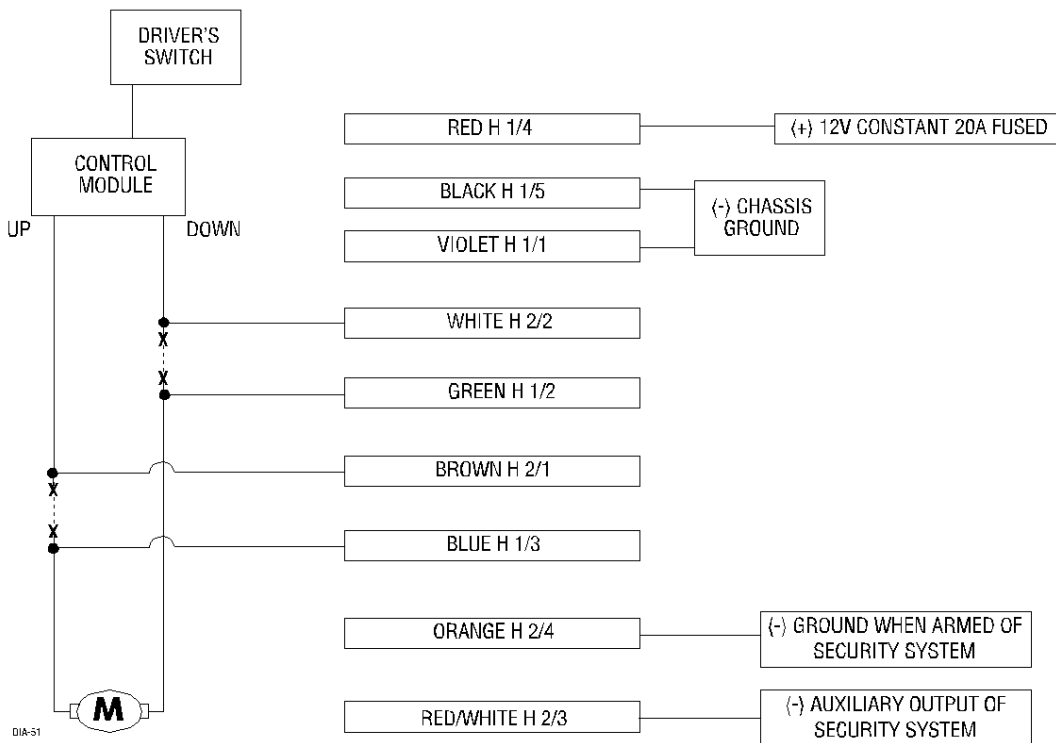 DRIVER'S
SWITCH
CONTROL
MODULE
UP
DOWN
RED H 1/4
(+) 12V CONSTANT 20A FUSED
BLACK H 1/5
(-) CHASSIS
GROUND
VIOLET H 1/1
WHITE H 2/2
X
X
GREEN H 1/2
BROWN H 2/1
X
X
BLUE H 1/3
ORANGE H 2/4
(-) GROUND WHEN ARMED OF
SECURITY SYSTEM
M
RED/WHITE H 2/3
(-) AUXILIARY OUTPUT OF
SECURITY SYSTEM
DIA-51